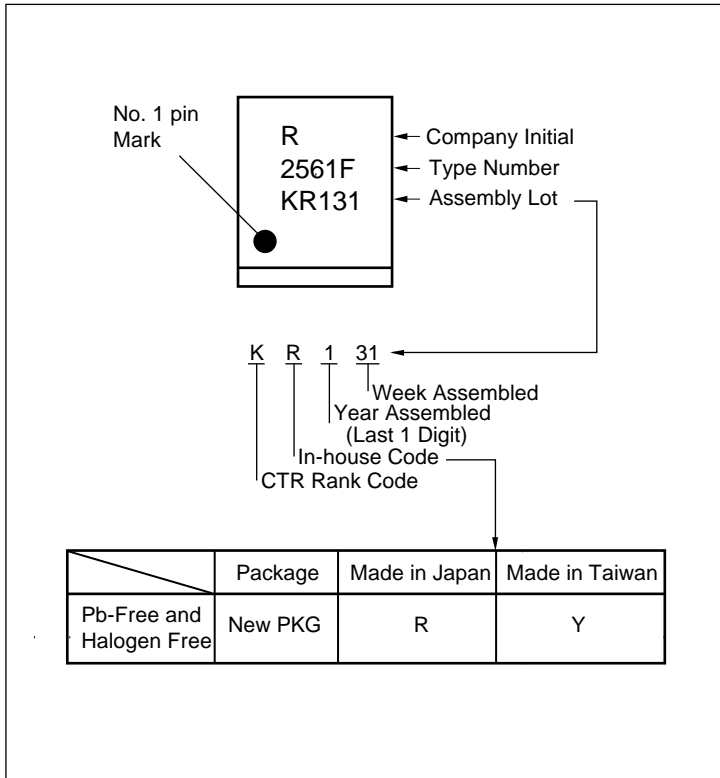 No. 1 pin
Mark
R
2561F
KR131
Company Initial
Type Number
Assembly Lot
K R 1 31
Week Assembled
Year Assembled
(Last 1 Digit)
In-house Code
CTR Rank Code
Package Made in Japan Made in Taiwan
Pb-Free and
Halogen Free
New PKG R Y